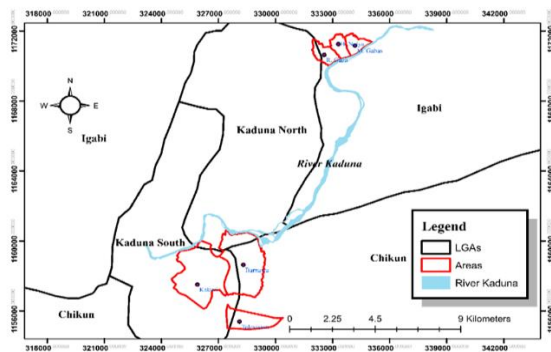 318000 321000 324000 327000 330000 333000 336000 339000 342000
1172000
N
W E
S
Igabi
Igabi
Kaduna North
River Kaduna
1168000
1164000
1160000
1156000
Kaduna South
Chikun
Chikun
Legend
LGAs
Areas
River Kaduna
0 2.25 4.5 9 Kilometers
318000 321000 324000 327000 330000 333000 336000 339000 342000